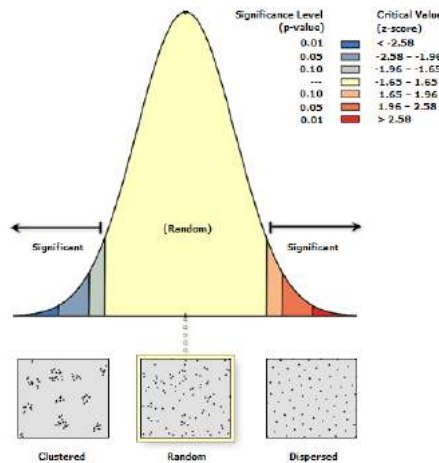 Significance Level Critical Value
(p-value) (z-score)
0.01 < -2.58
0.05 -2.58 – -1.96
0.10 -1.96 – -1.65
--- -1.65 – 1.65
0.10 1.65 – 1.96
0.05 1.96 – 2.58
0.01 > 2.58
(Random)
Significant Significant
Clustered Random Dispersed